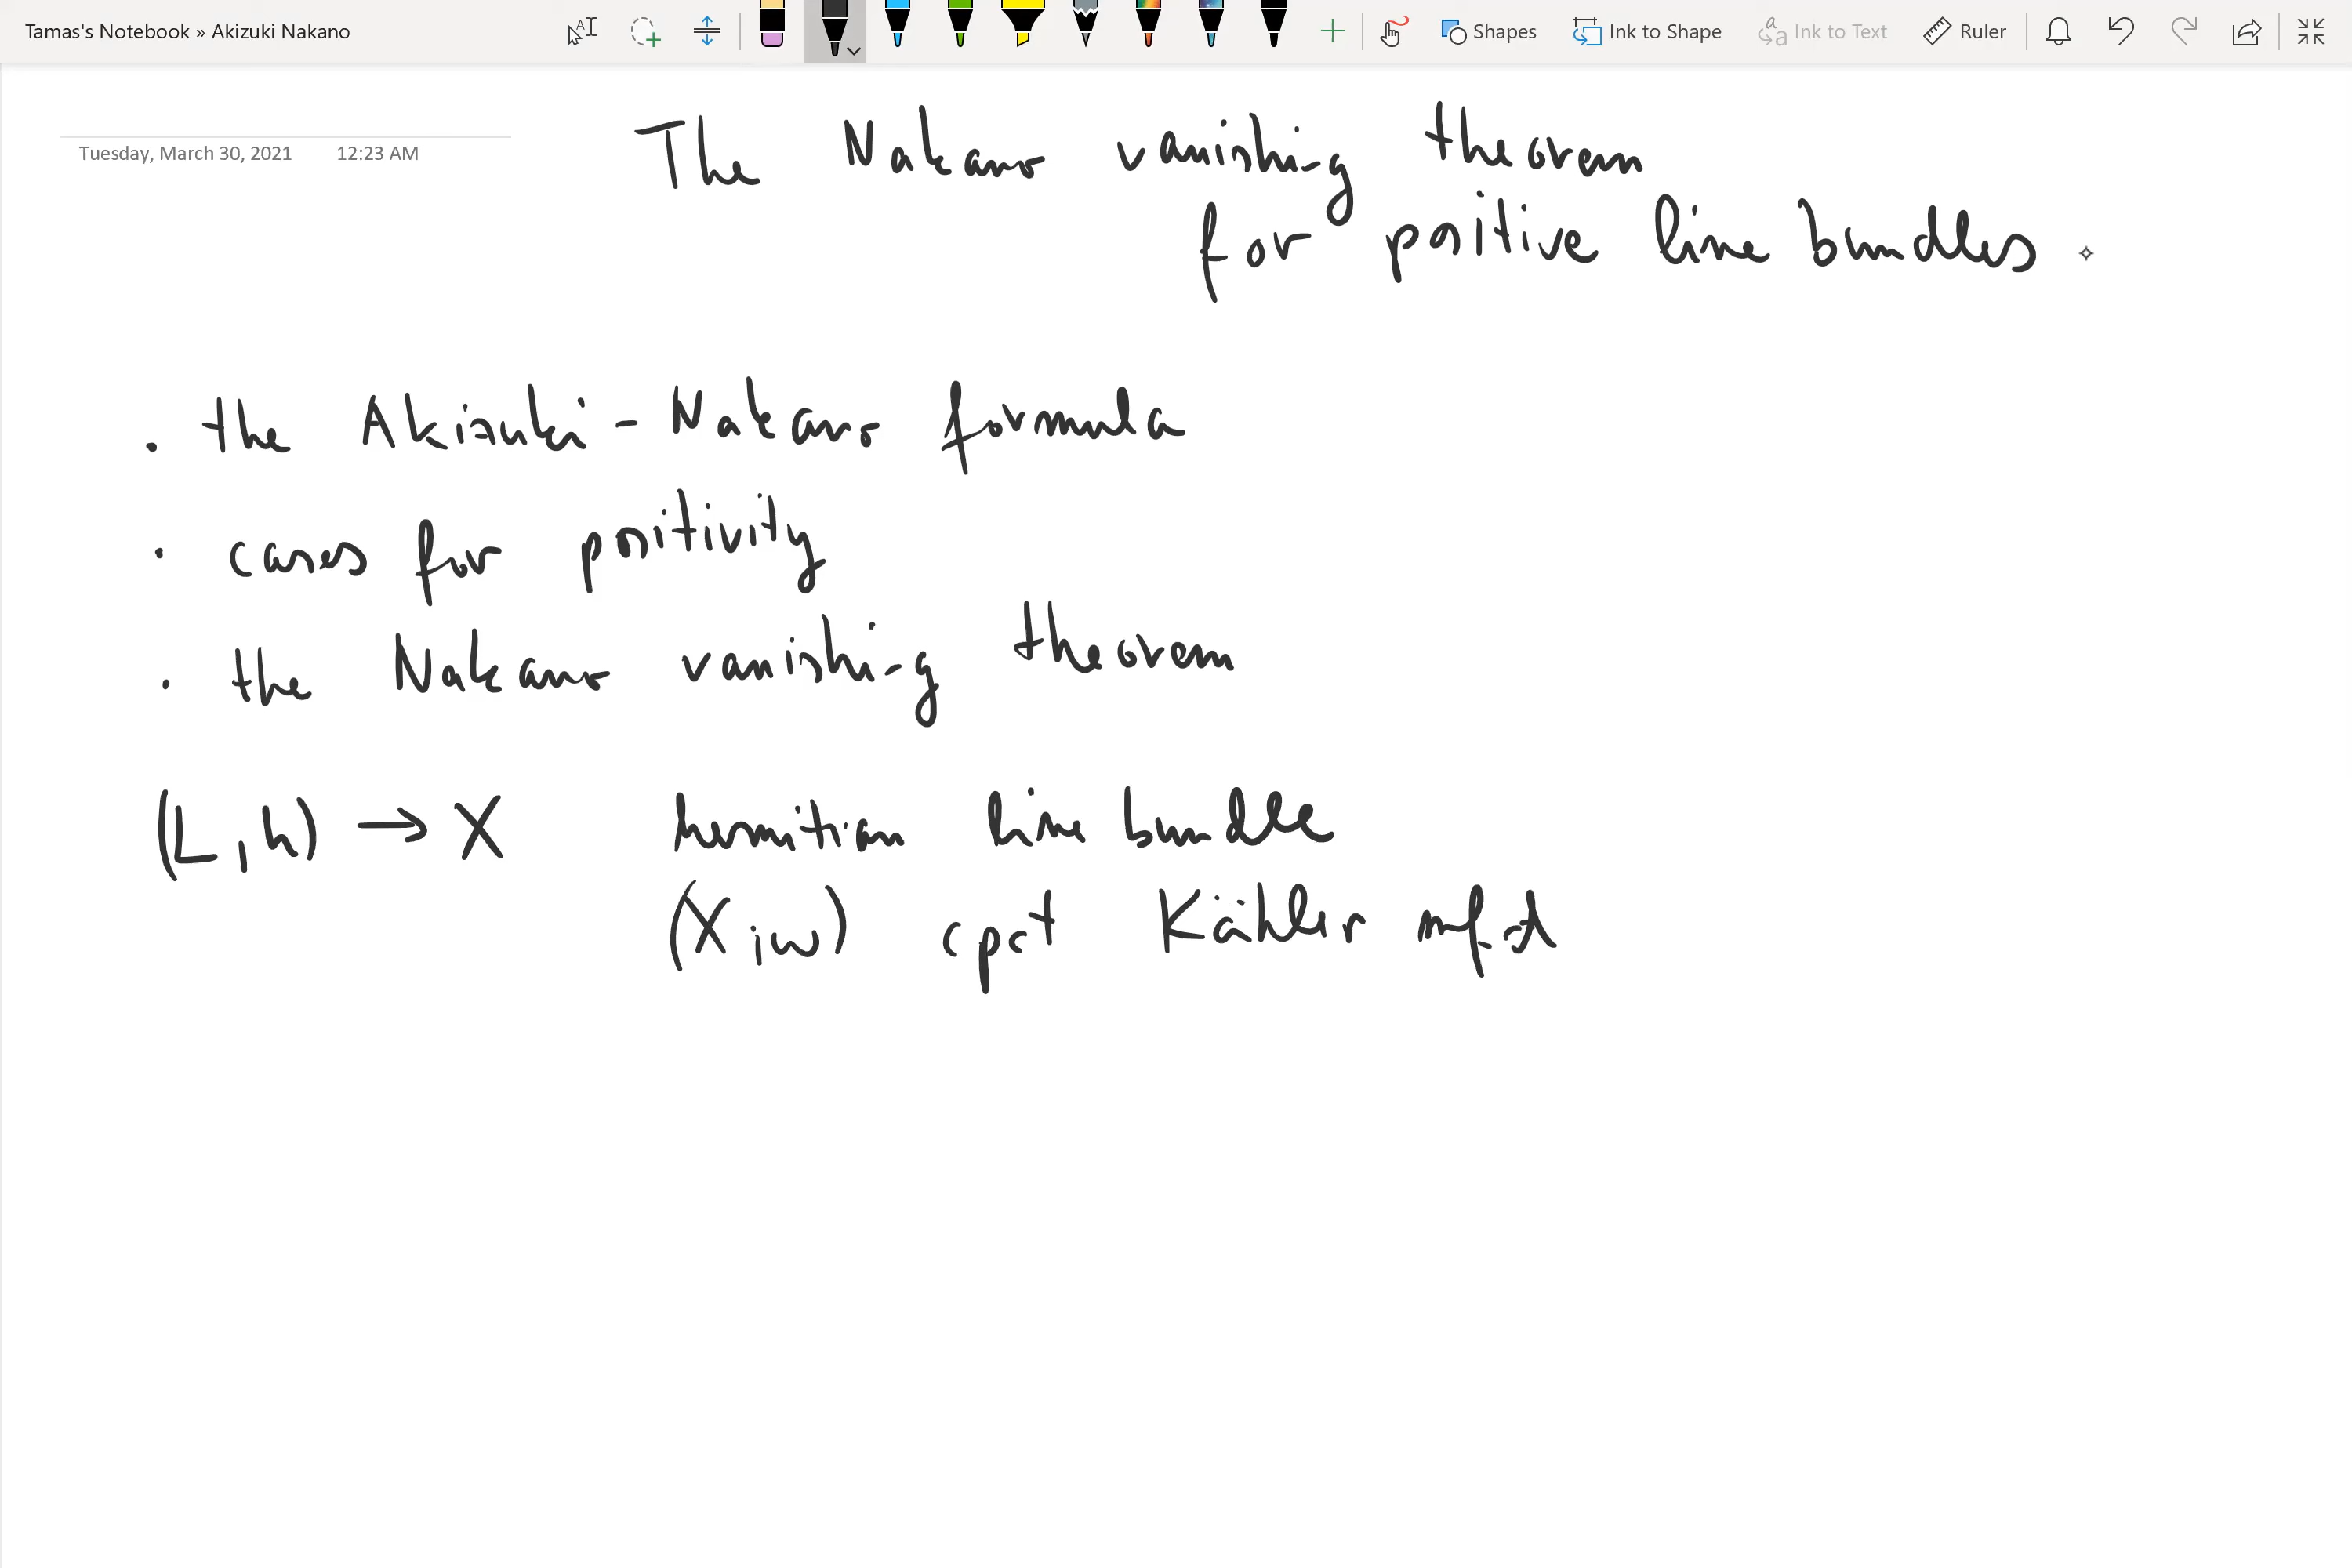 Tamas's Notebook » Akizuki Nakano
Shapes
Ink to Shape
Ink to Text
Ruler
Tuesday, March 30, 2021 12:23 AM
The Nakano vanishing theorem
for positive line bundles
· the Akizuki - Nakano formula
· cases for positivity
· the Nakano vanishing theorem
(L,h) → X hermitian line bundle
(X,ω) cpct Kähler mfd